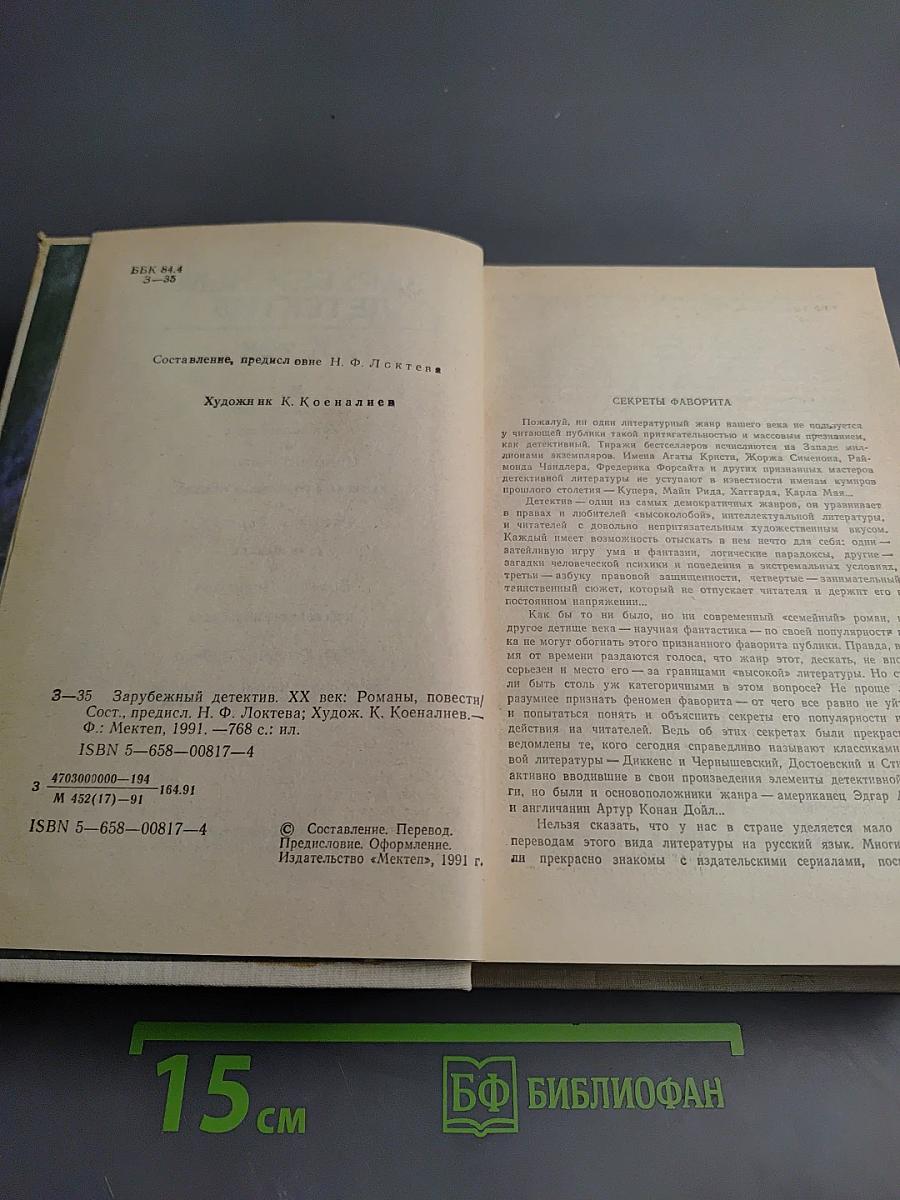 ББК 84.4
З—35
Составление, предисловие Н. Ф. Локтева
Художник К. Коеналиев
З—35 Зарубежный детектив. XX век: Романы, повести/
Сост., предисл. Н. Ф. Локтева; Худож. К. Коеналиев.—
Ф.: Мектеп, 1991. —768 с.: ил.
ISBN 5—658—00817—4
З 4703000000—194
М 452(17)—91
—164.91
ISBN 5—658—00817—4
© Составление. Перевод.
Предисловие. Оформление.
Издательство «Мектеп», 1991 г.
СЕКРЕТЫ ФАВОРИТА
Пожалуй, ни один литературный жанр нашего века не пользуется
у читающей публики такой притягательностью и массовым признанием,
как детективный. Тиражи бестселлеров исчисляются на Западе мил-
лионами экземпляров. Имена Агаты Кристи, Жоржа Сименона, Рай-
монда Чандлера, Фредерика Форсайта и других признанных мастеров
детективной литературы не уступают в известности именам кумиров
прошлого столетия — Купера, Майн Рида, Хаггарда, Карла Мая...
Детектив — один из самых демократичных жанров, он уравнивает
в правах и любителей «высоколобой», интеллектуальной литературы,
и читателей с довольно непритязательным художественным вкусом.
Каждый имеет возможность отыскать в нем нечто для себя: одни —
затейливую игру ума и фантазии, логические парадоксы, другие —
загадки человеческой психики и поведения в экстремальных условиях,
третьи — азбуку правовой защищенности, четвертые — занимательный
таинственный сюжет, который не отпускает читателя и держит его в
постоянном напряжении...
Как бы то ни было, но ни современный «семейный» роман,
другое детище века — научная фантастика — по своей популярности
ка не могут обогнать этого признанного фаворита публики. Правда, в
мя от времени раздаются голоса, что жанр этот, дескать, не впо
серьезен и место его — за границами «высокой» литературы. Но ст
ли быть столь уж категоричными в этом вопросе? Не проще
разумнее признать феномен фаворита — от чего все равно не уйт
и попытаться понять и объяснить секреты его популярности и
действия на читателей. Ведь об этих секретах были прекрас
ведомлены те, кого сегодня справедливо называют классиками
вой литературы — Диккенс и Чернышевский, Достоевский и Сти
активно вводившие в свои произведения элементы детективной
ги, но были и основоположники жанра — американец Эдгар А
и англичанин Артур Конан Дойл...
Нельзя сказать, что у нас в стране уделяется мало
переводам этого вида литературы на русский язык. Многи
ли прекрасно знакомы с издательскими сериалами, пос
15 см
БФ БИБЛИОФАН